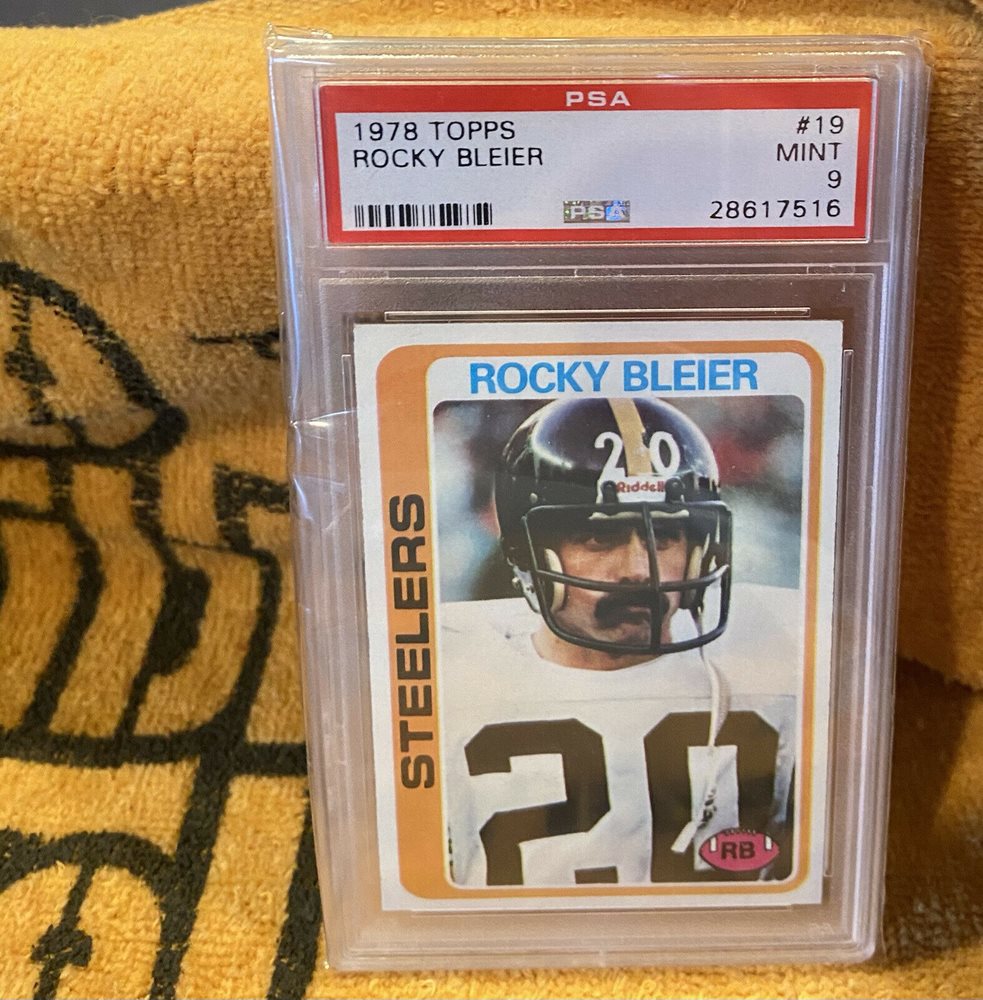 PSA
1978 TOPPS #19
ROCKY BLEIER MINT
9
PSA 28617516
ROCKY BLEIER
STEELERS
20
Riddell
20
RB